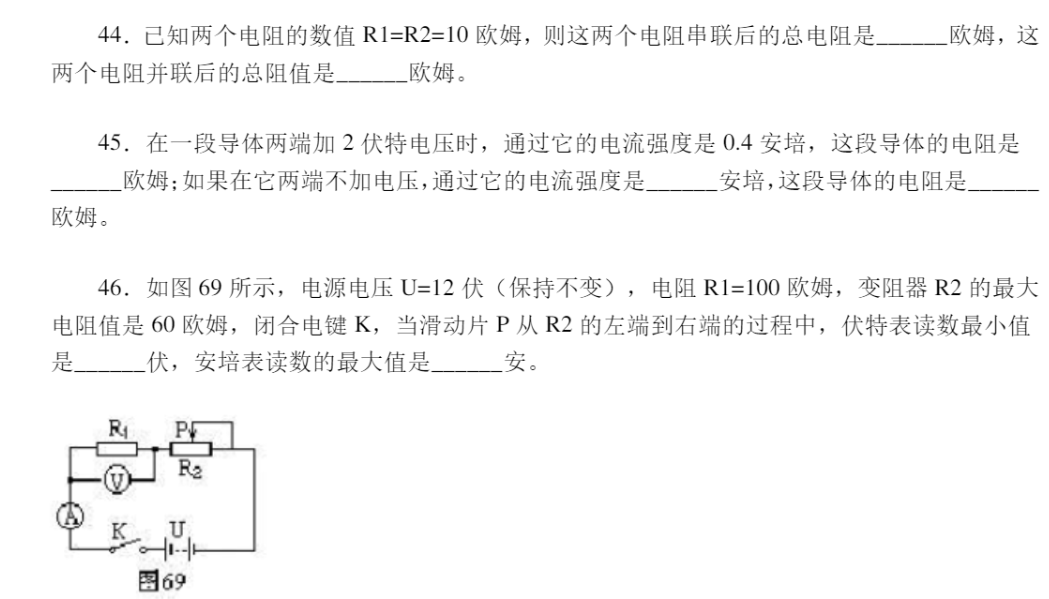 44．已知两个电阻的数值 R1=R2=10 欧姆，则这两个电阻串联后的总电阻是______欧姆，这
两个电阻并联后的总阻值是______欧姆。
45．在一段导体两端加 2 伏特电压时，通过它的电流强度是 0.4 安培，这段导体的电阻是
______欧姆；如果在它两端不加电压，通过它的电流强度是______安培，这段导体的电阻是______
欧姆。
46．如图 69 所示，电源电压 U=12 伏（保持不变），电阻 R1=100 欧姆，变阻器 R2 的最大
电阻值是 60 欧姆，闭合电键 K，当滑动片 P 从 R2 的左端到右端的过程中，伏特表读数最小值
是______伏，安培表读数的最大值是______安。
R1 P
R2
V
A
K U
图69